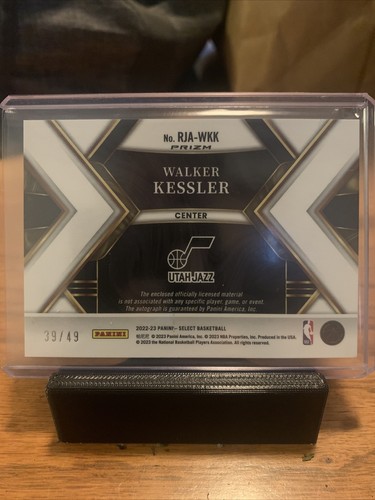 No. RJA-WKK
PRIZM
WALKER
KESSLER
CENTER
UTAH JAZZ
The enclosed officially licensed material
is not associated with any specific player, game, or event.
The autograph is guaranteed by Panini America, Inc.
39/49
PANINI
2022-23 PANINI – SELECT BASKETBALL
© 2023 Panini America, Inc. © 2023 NBA Properties, Inc. Produced in the USA.
© 2023 the National Basketball Players Association. All rights reserved.